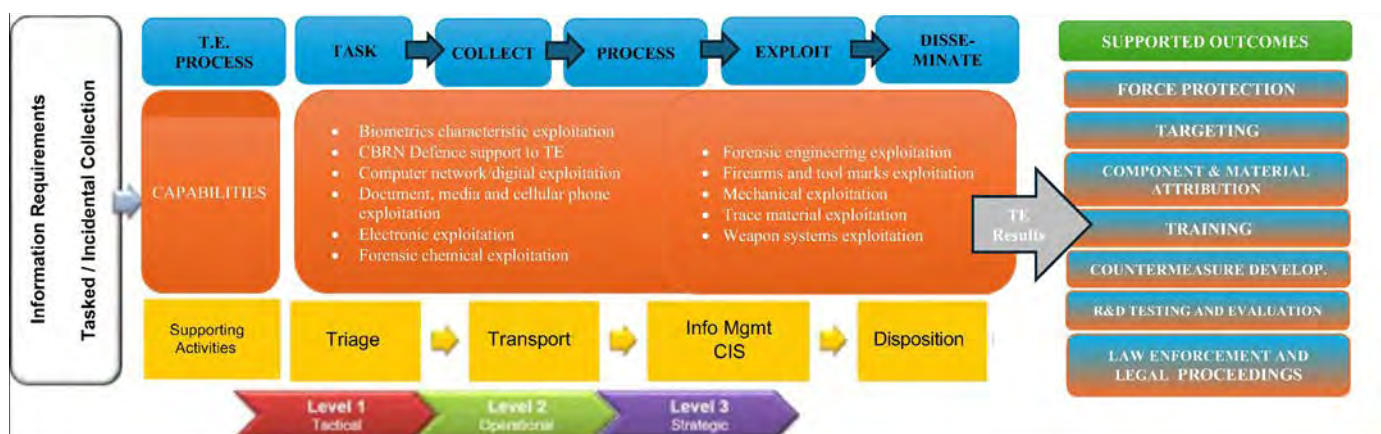 Information Requirements
Tasked / Incidental Collection
T.E.
PROCESS
TASK
COLLECT
PROCESS
EXPLOIT
DISSE-
MINATE
CAPABILITIES
• Biometrics characteristic exploitation
• CBRN Defence support to TE
• Computer network/digital exploitation
• Document, media and cellular phone
exploitation
• Electronic exploitation
• Forensic chemical exploitation
• Forensic engineering exploitation
• Firearms and tool marks exploitation
• Mechanical exploitation
• Trace material exploitation
• Weapon systems exploitation
TE
Results
Supporting
Activities
Triage
Transport
Info Mgmt
CIS
Disposition
Level 1
Tactical
Level 2
Operational
Level 3
Strategic
SUPPORTED OUTCOMES
FORCE PROTECTION
TARGETING
COMPONENT & MATERIAL
ATTRIBUTION
TRAINING
COUNTERMEASURE DEVELOP.
R&D TESTING AND EVALUATION
LAW ENFORCEMENT AND
LEGAL PROCEEDINGS